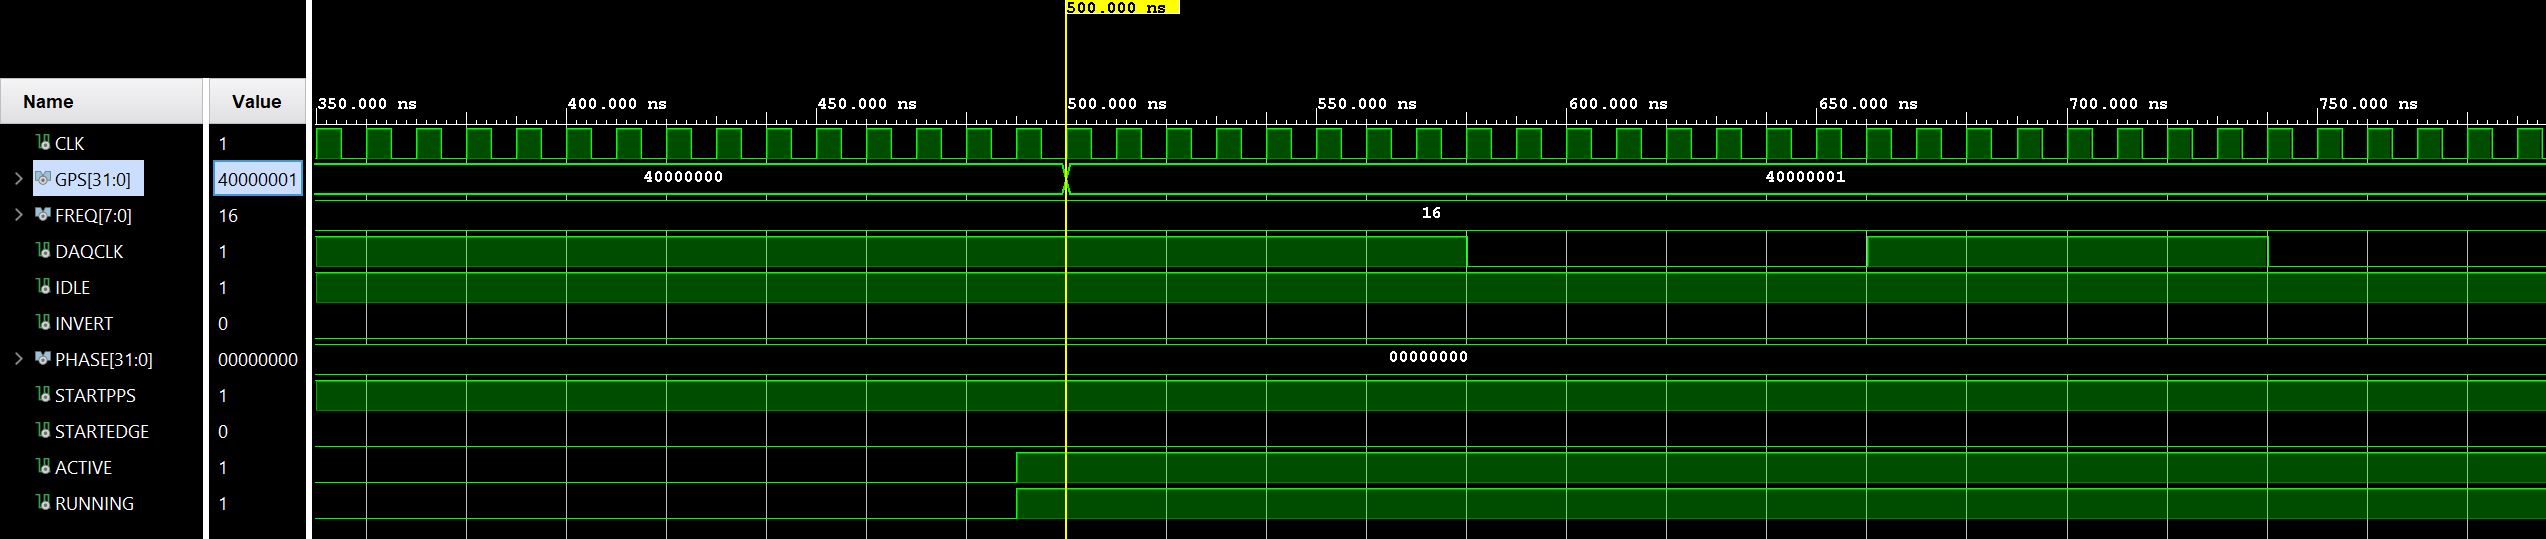 500.000 ns
Name Value
350.000 ns 400.000 ns 450.000 ns 500.000 ns 550.000 ns 600.000 ns 650.000 ns 700.000 ns 750.000 ns
CLK 1
GPS[31:0] 40000001 40000000 40000001
FREQ[7:0] 16 16
DAQCLK 1
IDLE 1
INVERT 0
PHASE[31:0] 00000000 00000000
STARTPPS 1
STARTEDGE 0
ACTIVE 1
RUNNING 1